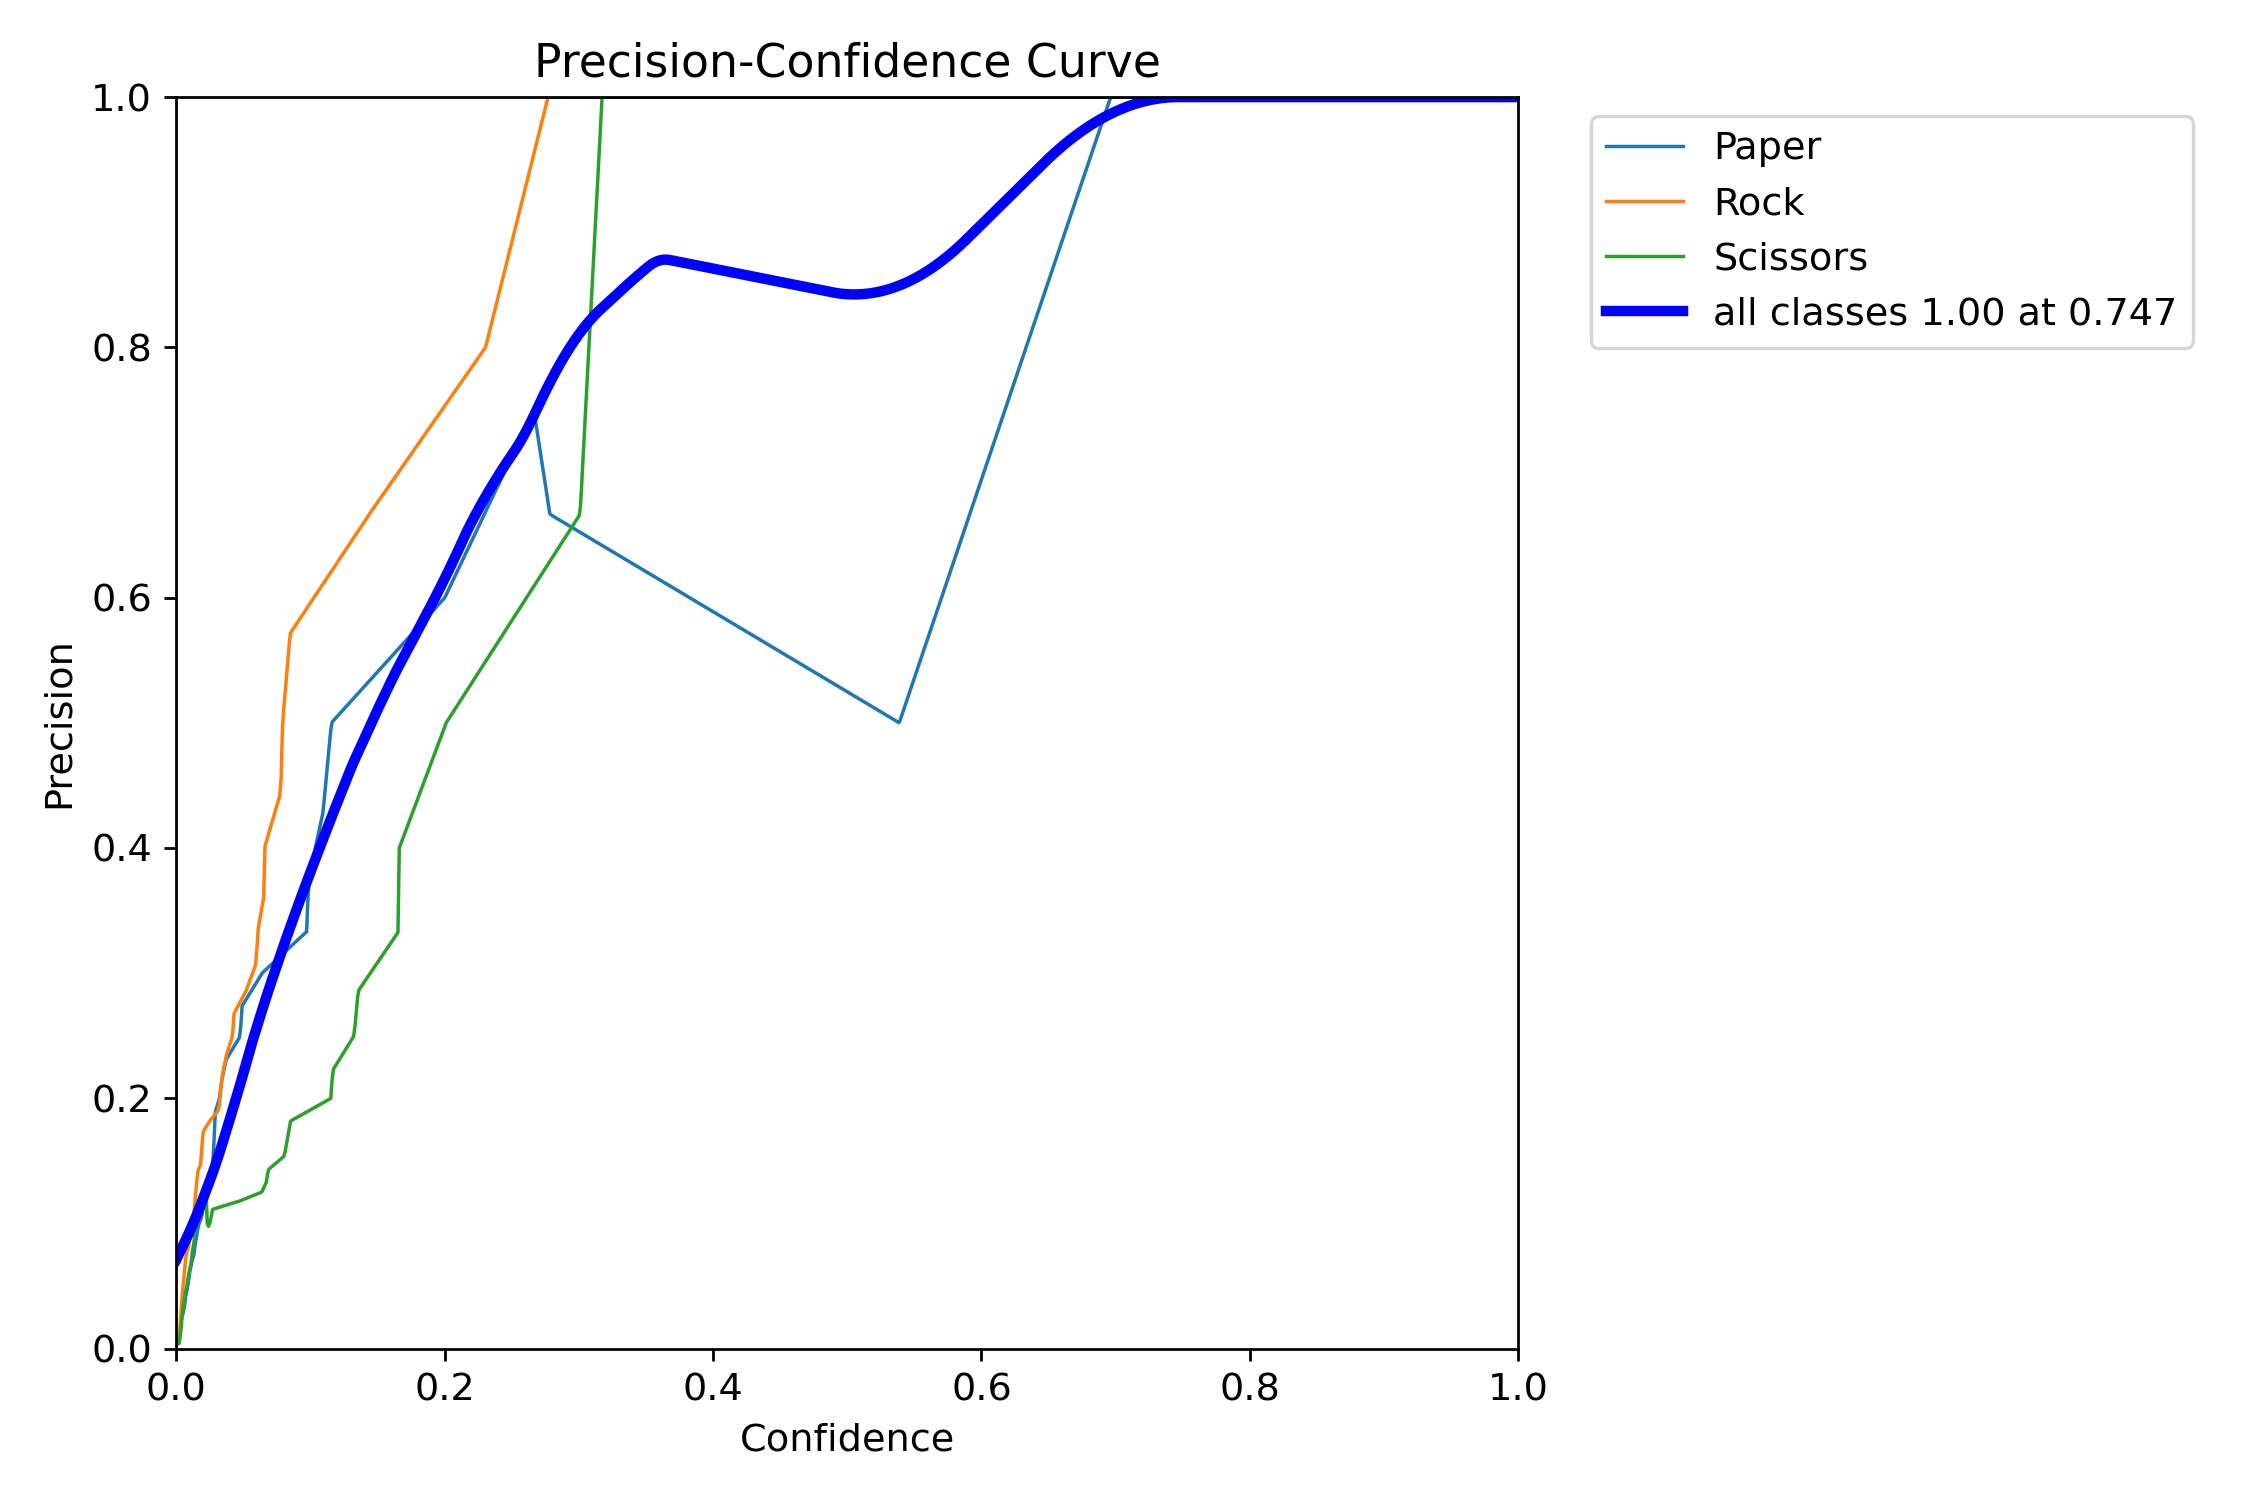 Precision-Confidence Curve
1.0
0.8
0.6
0.4
0.2
0.0
Precision
0.0 0.2 0.4 0.6 0.8 1.0
Confidence
Paper
Rock
Scissors
all classes 1.00 at 0.747